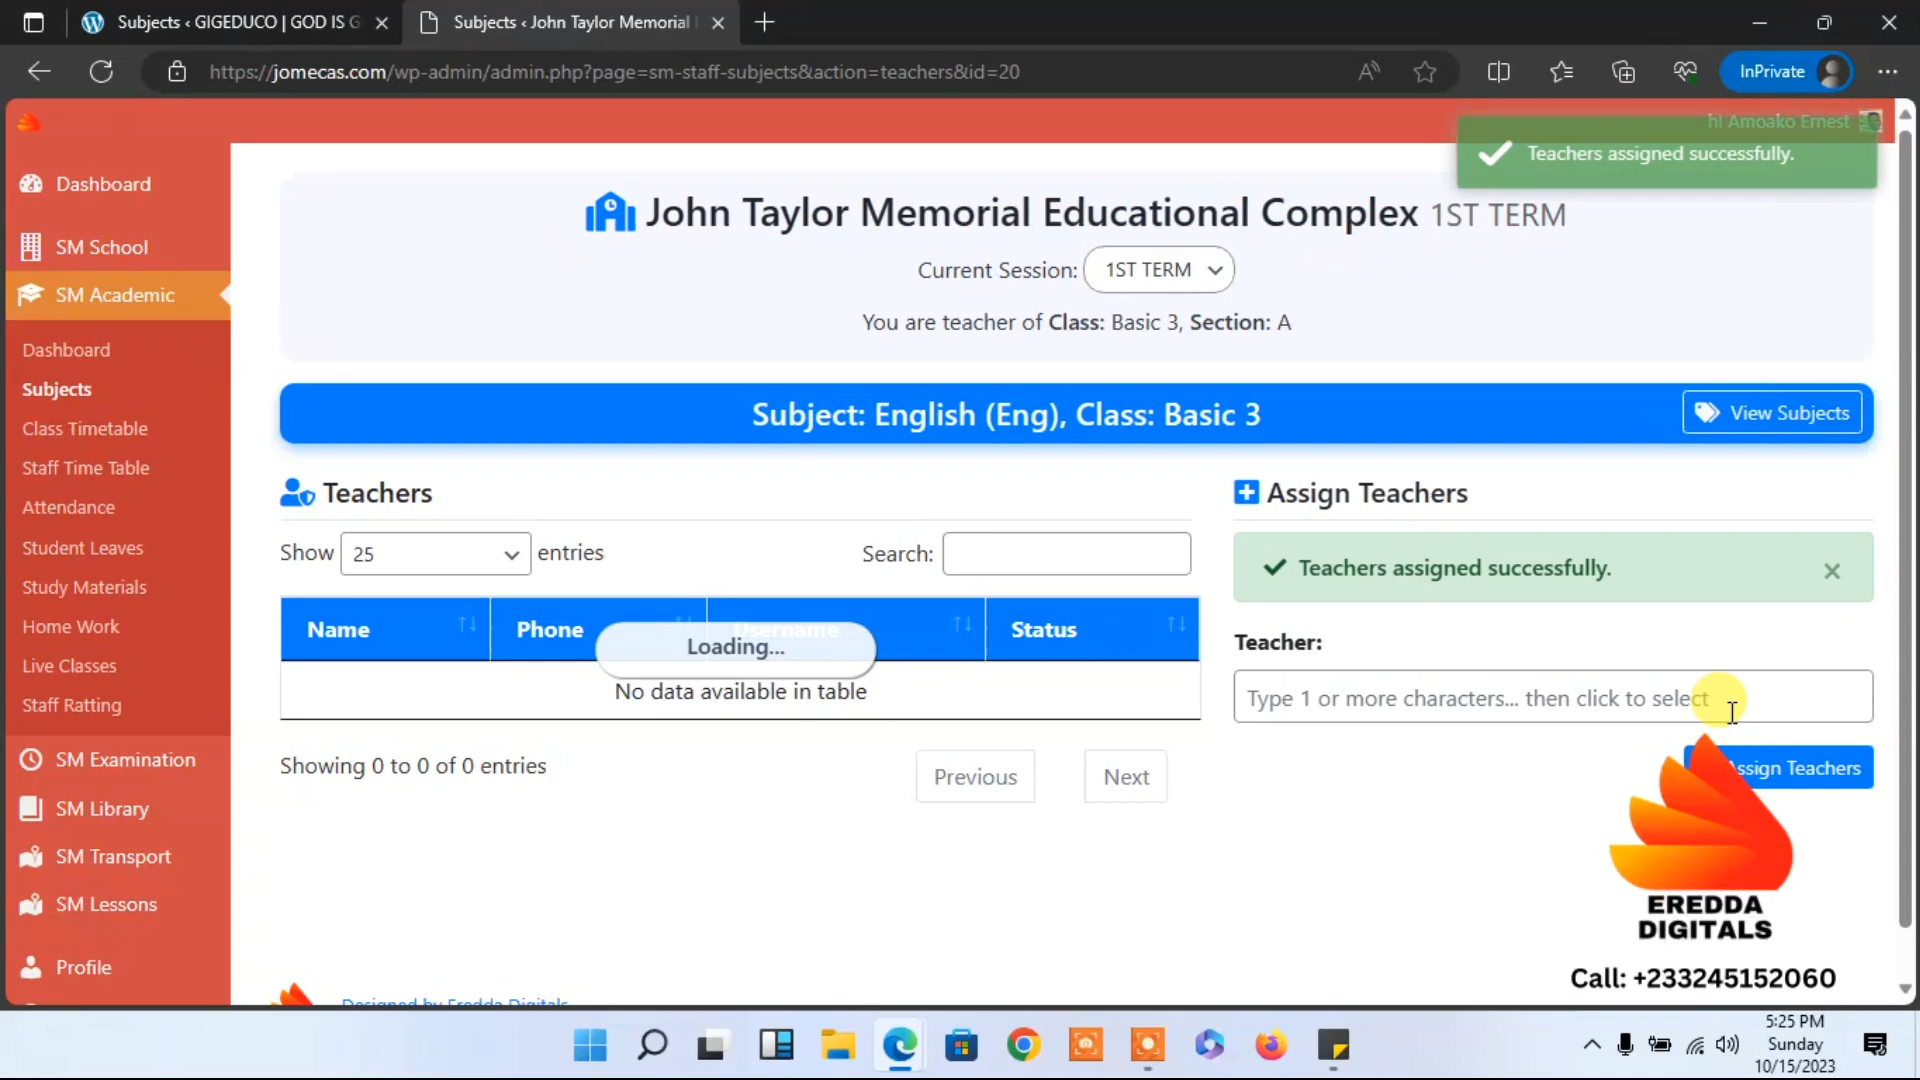 Subjects ‹ GIGEDUCO | GOD IS G
Subjects ‹ John Taylor Memorial
https://jomecas.com/wp-admin/admin.php?page=sm-staff-subjects&action=teachers&id=20
InPrivate
hi Amoako Ernest
Teachers assigned successfully.
Dashboard
SM School
SM Academic
Dashboard
Subjects
Class Timetable
Staff Time Table
Attendance
Student Leaves
Study Materials
Home Work
Live Classes
Staff Ratting
SM Examination
SM Library
SM Transport
SM Lessons
Profile
John Taylor Memorial Educational Complex 1ST TERM
Current Session: 1ST TERM
You are teacher of Class: Basic 3, Section: A
Subject: English (Eng), Class: Basic 3
View Subjects
Teachers
Show 25 entries
Search:
Name Phone Username Status
Loading...
No data available in table
Showing 0 to 0 of 0 entries
Previous Next
Assign Teachers
Teachers assigned successfully.
Teacher:
Type 1 or more characters... then click to select
ssign Teachers
EREDDA
DIGITALS
Call: +233245152060
Designed by Eredda Digitals
5:25 PM
Sunday
10/15/2023